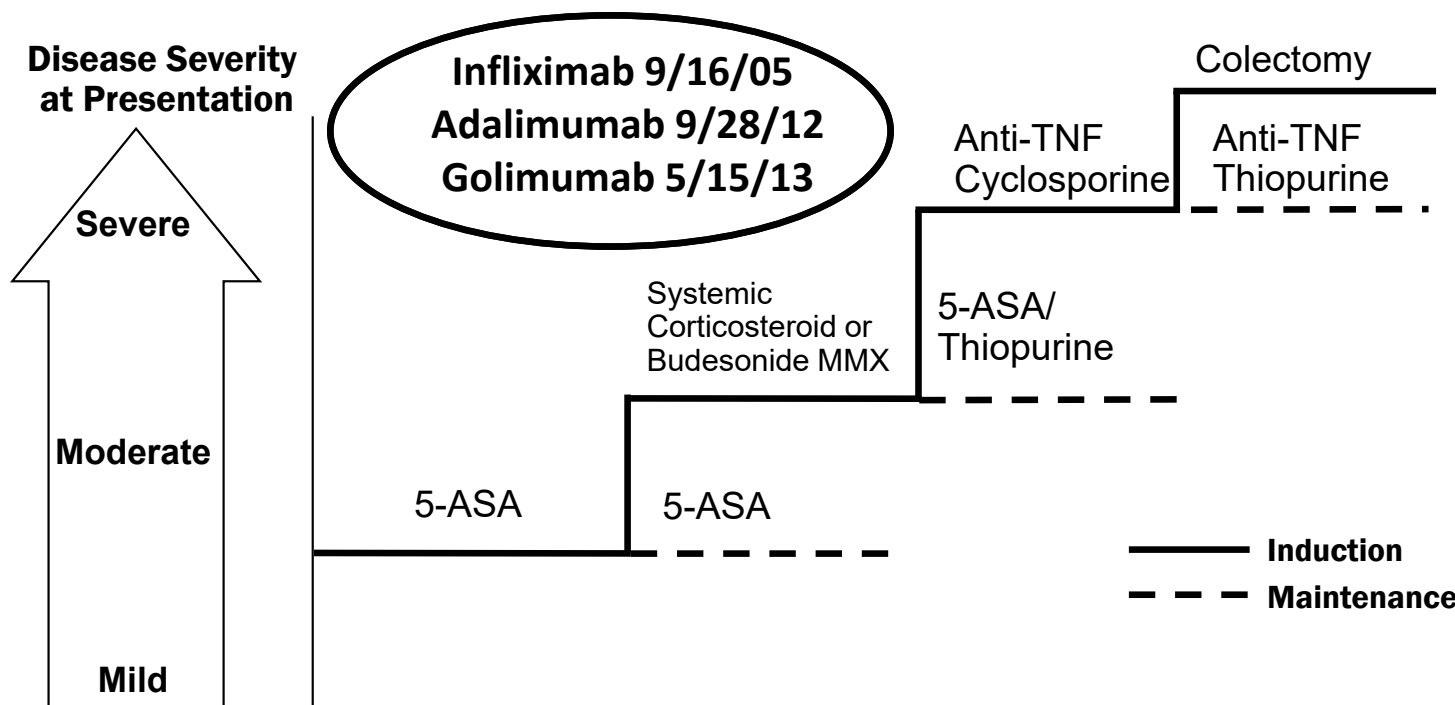 Disease Severity
at Presentation
Severe
Moderate
Mild
Infliximab 9/16/05
Adalimumab 9/28/12
Golimumab 5/15/13
5-ASA
5-ASA
Systemic
Corticosteroid or
Budesonide MMX
5-ASA/
Thiopurine
Anti-TNF
Cyclosporine
Colectomy
Anti-TNF
Thiopurine
Induction
Maintenance